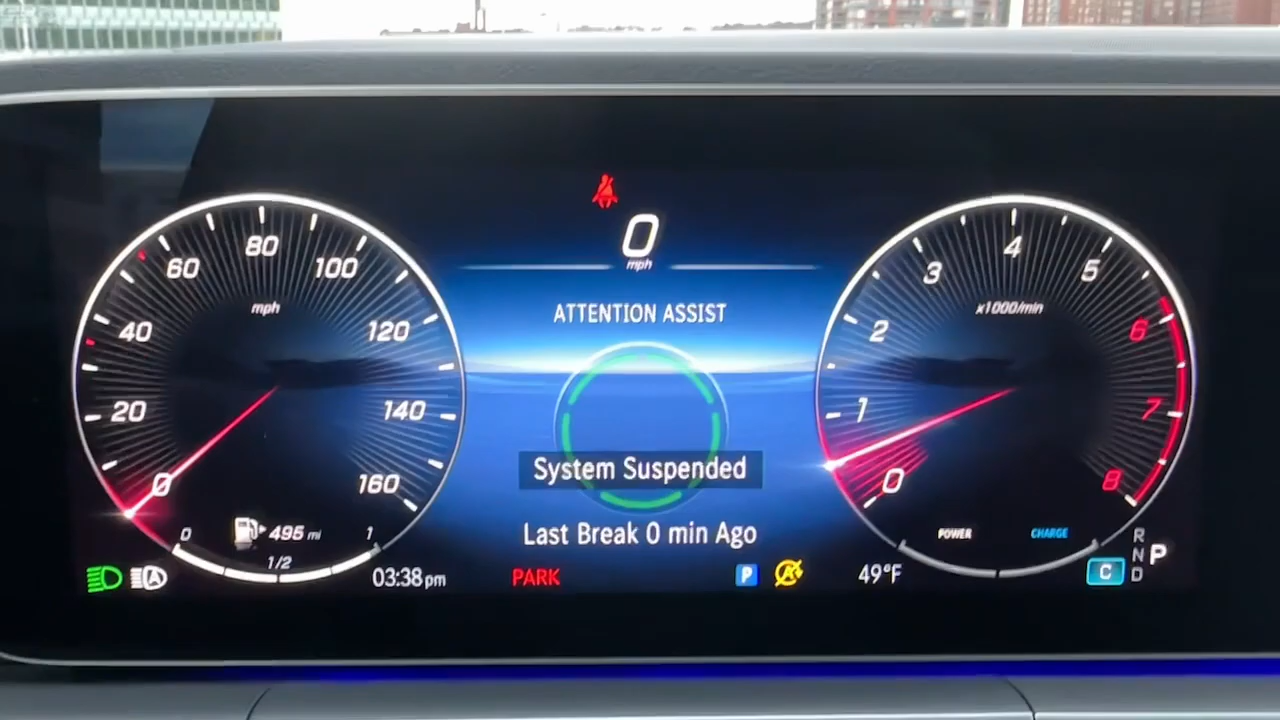 0
mph
ATTENTION ASSIST
System Suspended
Last Break 0 min Ago
0
20
40
60
80
100
120
140
160
mph
0
1/2
1
495 mi
A
03:38pm
PARK
P
A
49°F
0
1
2
3
4
5
6
7
8
x1000/min
POWER
CHARGE
C
R
N
D
P